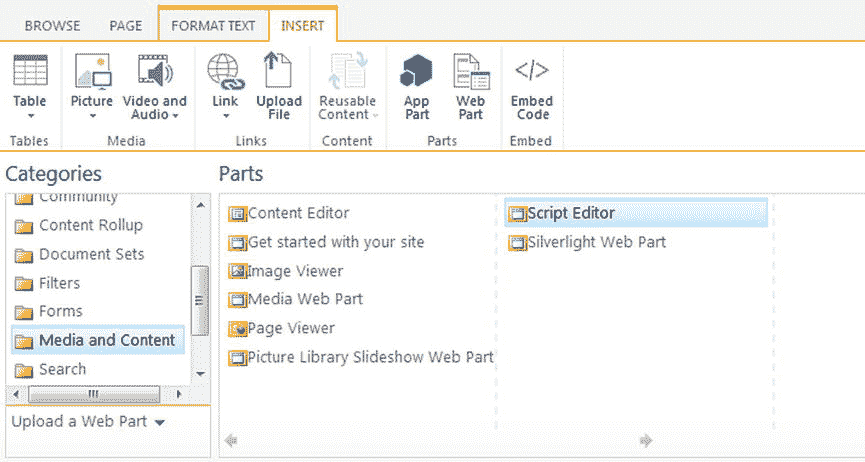 BROWSE PAGE FORMAT TEXT INSERT
Table Picture Video and Audio Link Upload File Reusable Content App Part Web Part Embed Code
Tables Media Links Content Parts Embed
Categories
Community
Content Rollup
Document Sets
Filters
Forms
Media and Content
Search
Upload a Web Part
Parts
Content Editor
Get started with your site
Image Viewer
Media Web Part
Page Viewer
Picture Library Slideshow Web Part
Script Editor
Silverlight Web Part